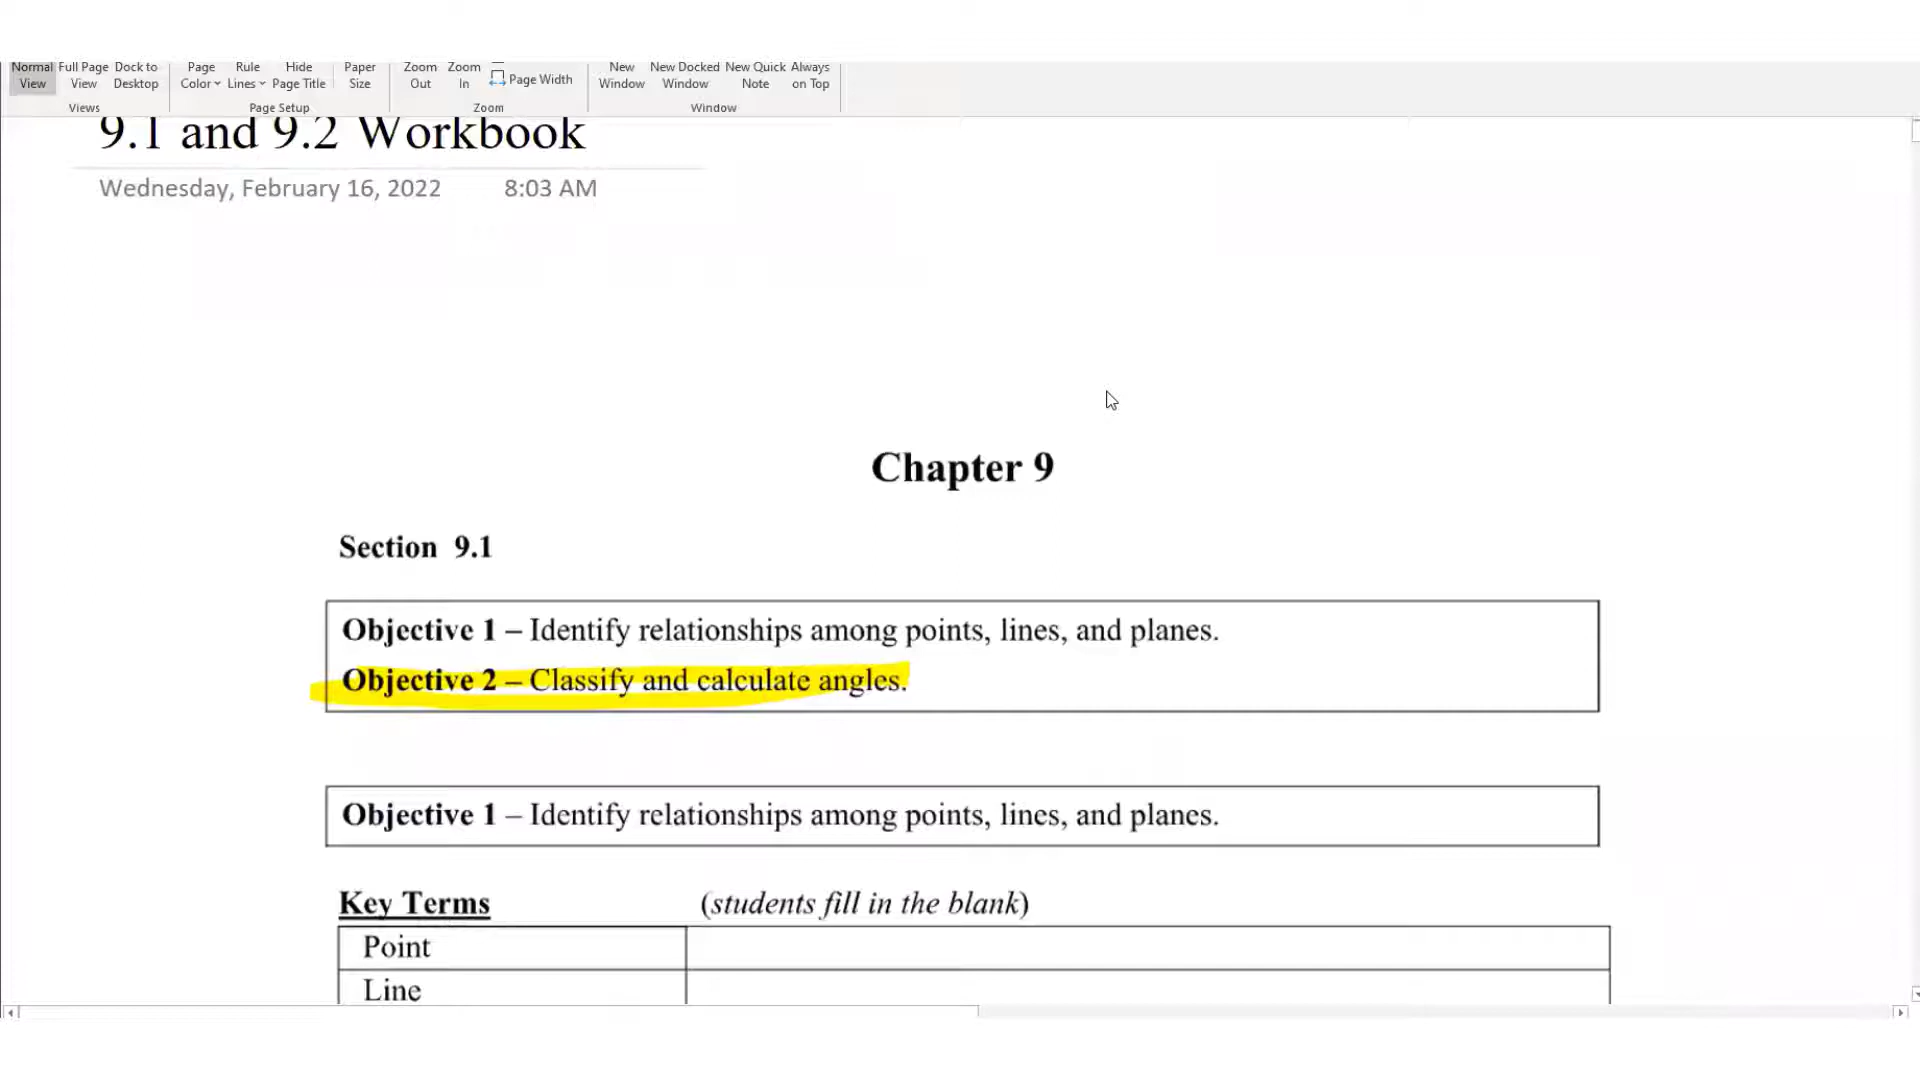 Normal Full Page Dock to Page Rule Hide Paper Zoom Zoom New New Docked New Quick Always
View View Desktop Color Lines Page Title Size Out In Page Width Window Window Note on Top
Views Page Setup Zoom Window
9.1 and 9.2 Workbook
Wednesday, February 16, 2022 8:03 AM
Chapter 9
Section 9.1
Objective 1 – Identify relationships among points, lines, and planes.
Objective 2 – Classify and calculate angles.
Objective 1 – Identify relationships among points, lines, and planes.
Key Terms (students fill in the blank)
Point
Line